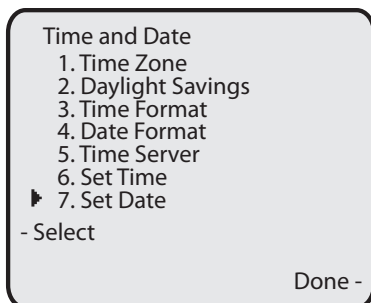 Time and Date
1. Time Zone
2. Daylight Savings
3. Time Format
4. Date Format
5. Time Server
6. Set Time
7. Set Date
- Select
Done -